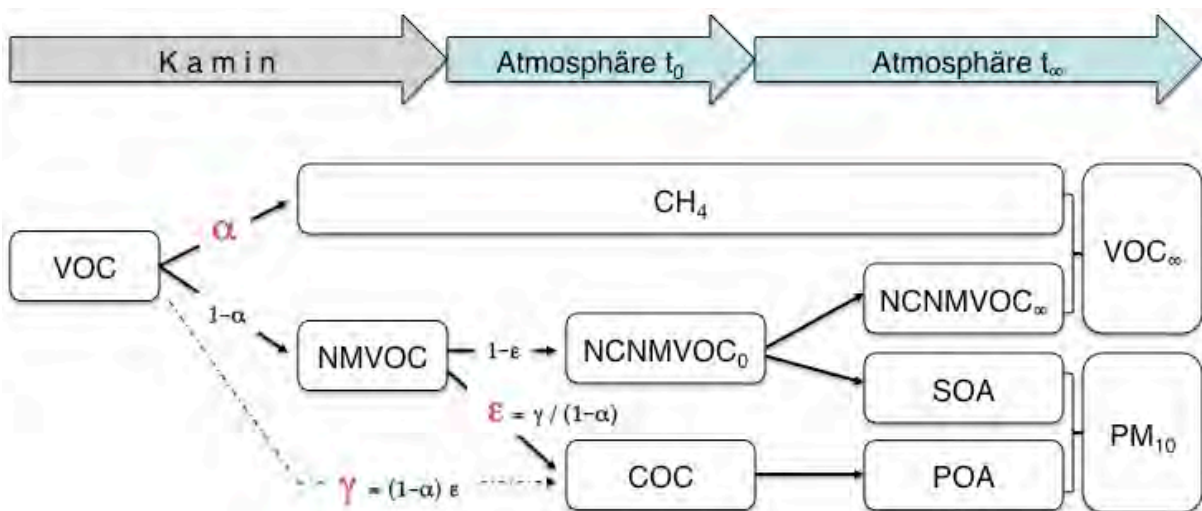 Kamin
Atmosphäre t₀
Atmosphäre t∞
CH₄
α
VOC
VOC∞
1-α
NCNMVOC∞
NMVOC
1-ε
NCNMVOC₀
SOA
ε = γ / (1-α)
PM₁₀
γ = (1-α) ε
COC
POA